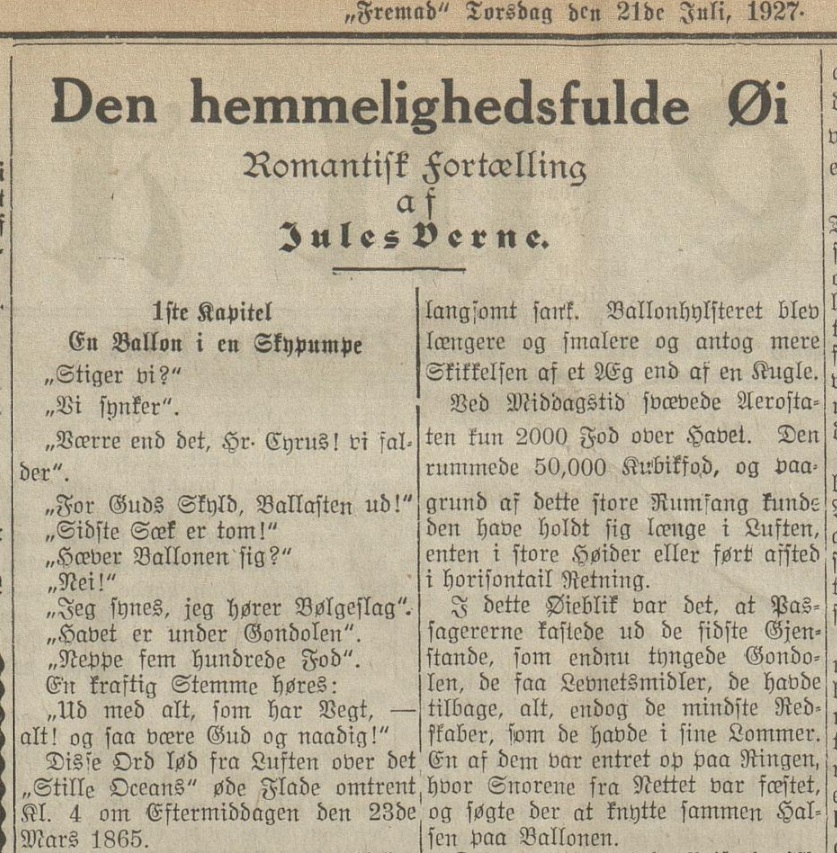 „Fremad“ Torsdag den 21de Juli, 1927.
Den hemmelighedsfulde Øi
Romantisk Fortælling
af
Jules Verne.
1ste Kapitel
En Ballon i en Skypumpe
„Stiger vi?“
„Vi synker“.
„Værre end det, Hr. Cyrus! vi fal-
der“.
„For Guds Skyld, Ballasten ud!“
„Sidste Sæk er tom!“
„Hæver Ballonen sig?“
„Nei!“
„Jeg synes, jeg hører Bølgeslag“.
„Havet er under Gondolen“.
„Neppe fem hundrede Fod“.
En kraftig Stemme høres:
„Ud med alt, som har Vegt, —
alt! og saa være Gud og naadig!“
Disse Ord lød fra Luften over det
„Stille Oceans“ øde Flade omtrent
Kl. 4 om Eftermiddagen den 23de
Mars 1865.
langsomt sank. Ballonhylsteret blev
længere og smalere og antog mere
Skikkelsen af et Æg end af en Kugle.
Ved Middagstid svævede Aerosta-
ten kun 2000 Fod over Havet. Den
rummede 50,000 Kubikfod, og paa-
grund af dette store Rumfang kunde
den have holdt sig længe i Luften,
enten i store Høider eller ført afsted
i horisontail Retning.
I dette Øieblik var det, at Pas-
sagererne kastede ud de sidste Gjen-
stande, som endnu tyngede Gondo-
len, de faa Levnetsmidler, de havde
tilbage, alt, endog de mindste Red-
skaber, som de havde i sine Lommer.
En af dem var entret op paa Ringen,
hvor Snorene fra Nettet var fæstet,
og søgte der at knytte sammen Hal-
sen paa Ballonen.